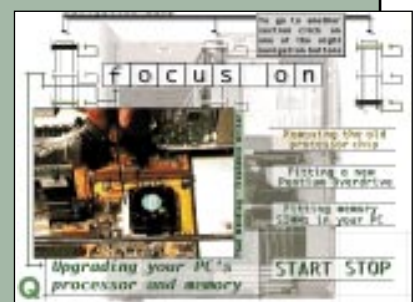 To go to another
section click on
one of the eight
navigation buttons
focus on
Removing the old
processor chip
Fitting a new
Pentium Overdrive
Fitting memory
SIMMs in your PC
Upgrading your PC's
processor and memory
START STOP
Q